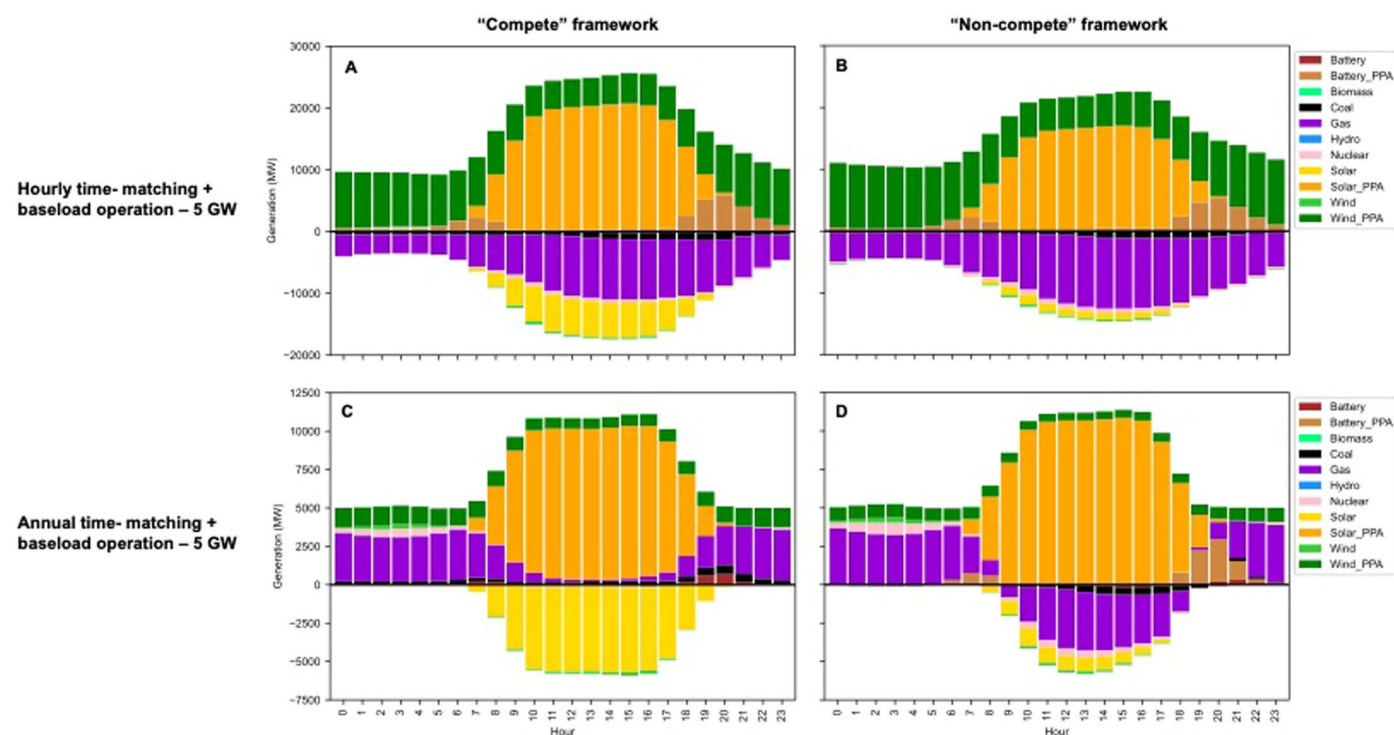 “Compete” framework
“Non-compete” framework
Hourly time- matching +
baseload operation – 5 GW
A
Generation (MW)
30000
20000
10000
0
−10000
−20000
B
Battery
Battery_PPA
Biomass
Coal
Gas
Hydro
Nuclear
Solar
Solar_PPA
Wind
Wind_PPA
Annual time- matching +
baseload operation – 5 GW
C
Generation (MW)
12500
10000
7500
5000
2500
0
−2500
−5000
−7500
0 1 2 3 4 5 6 7 8 9 10 11 12 13 14 15 16 17 18 19 20 21 22 23
Hour
D
0 1 2 3 4 5 6 7 8 9 10 11 12 13 14 15 16 17 18 19 20 21 22 23
Hour
Battery
Battery_PPA
Biomass
Coal
Gas
Hydro
Nuclear
Solar
Solar_PPA
Wind
Wind_PPA